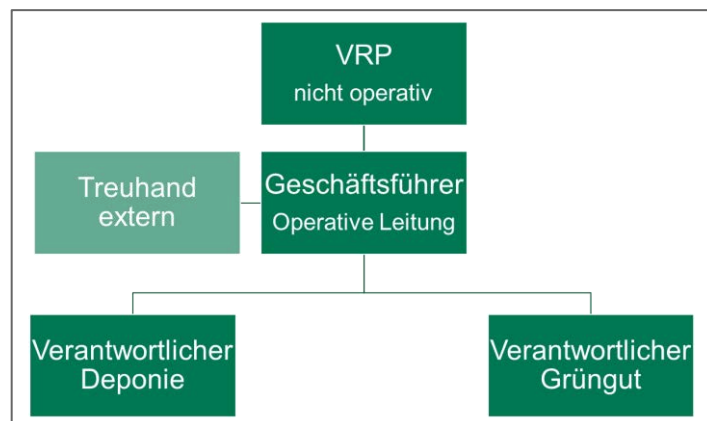 VRP
nicht operativ
Treuhand
extern
Geschäftsführer
Operative Leitung
Verantwortlicher
Deponie
Verantwortlicher
Grüngut